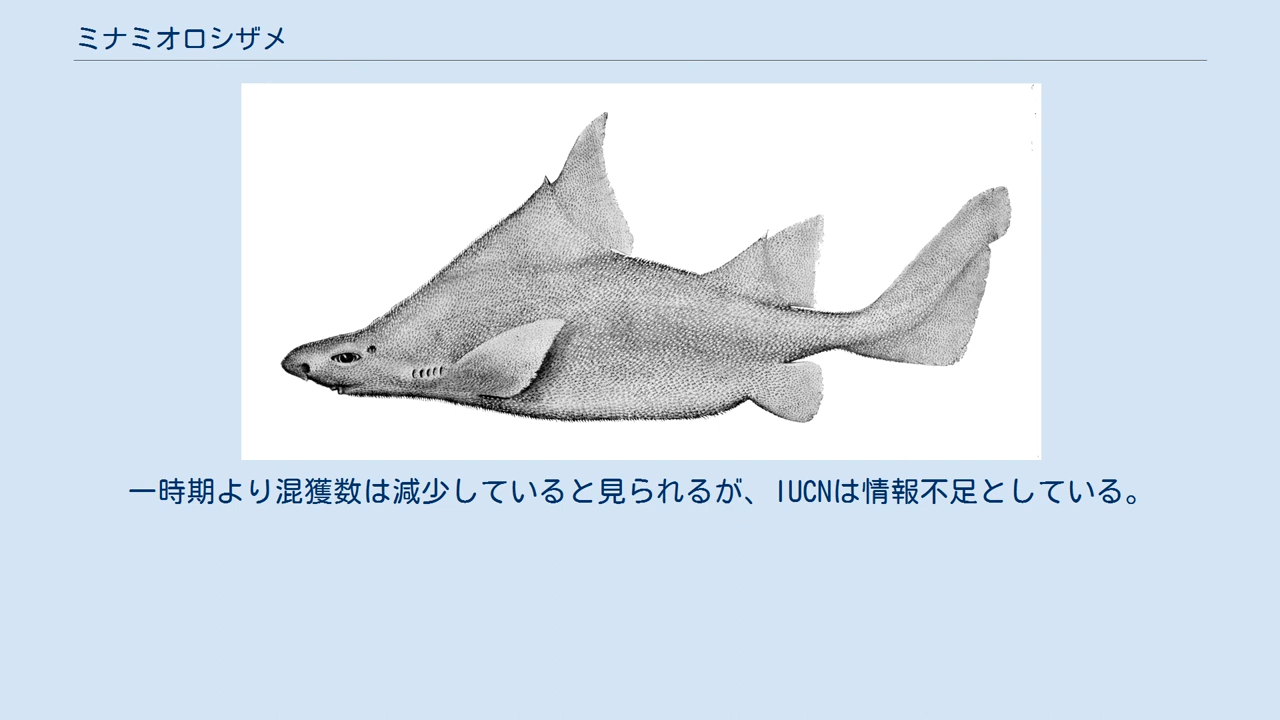 ミナミオロシザメ
一時期より混獲数は減少していると見られるが、IUCNは情報不足としている。